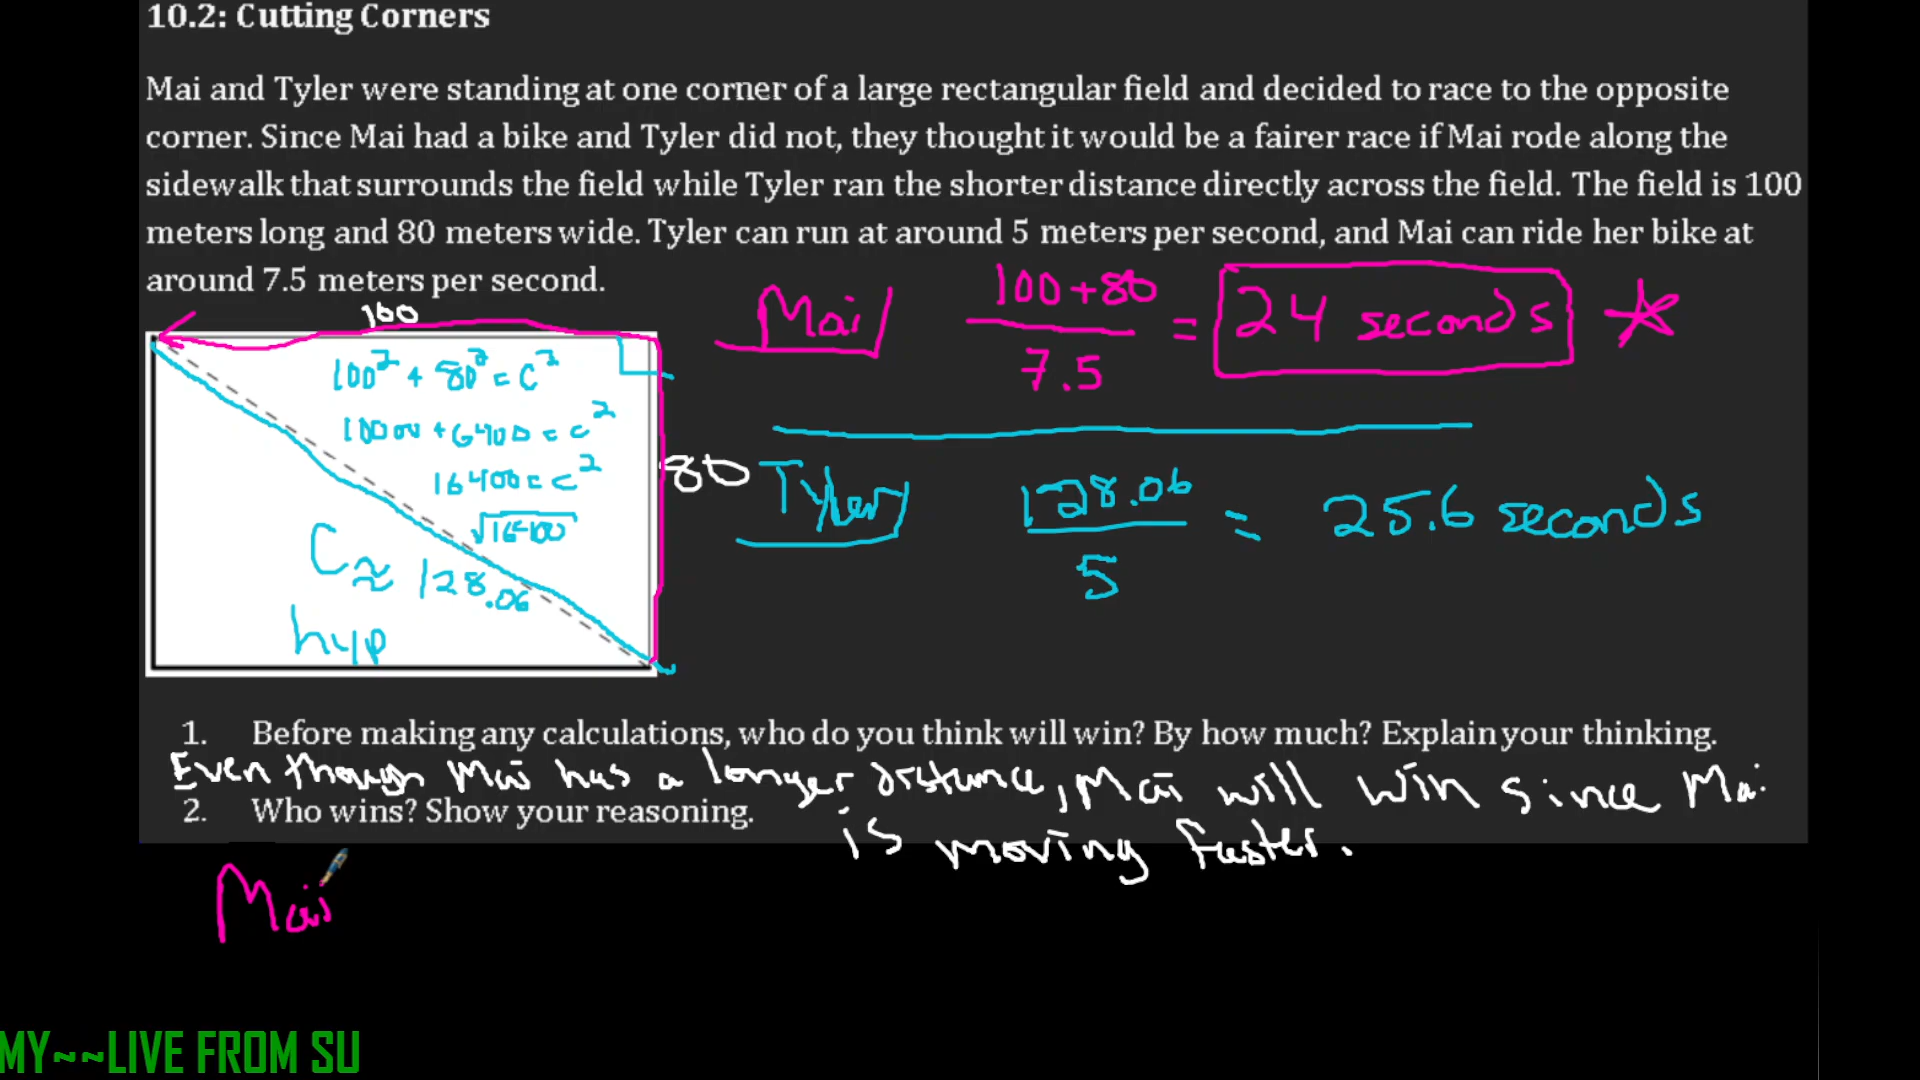 10.2: Cutting Corners
Mai and Tyler were standing at one corner of a large rectangular field and decided to race to the opposite
corner. Since Mai had a bike and Tyler did not, they thought it would be a fairer race if Mai rode along the
sidewalk that surrounds the field while Tyler ran the shorter distance directly across the field. The field is 100
meters long and 80 meters wide. Tyler can run at around 5 meters per second, and Mai can ride her bike at
around 7.5 meters per second.
100
100² + 80² = C²
10000 + 6400 = c²
16400 = c²
√16400
C ≈ 128.06
hyp
80
Mai 100+80 / 7.5 = 24 seconds
Tyler 128.06 / 5 = 25.6 seconds
1. Before making any calculations, who do you think will win? By how much? Explain your thinking.
Even though Mai has a longer distance, Mai will win since Mai
is moving faster.
2. Who wins? Show your reasoning.
Mai
MY~~LIVE FROM SU